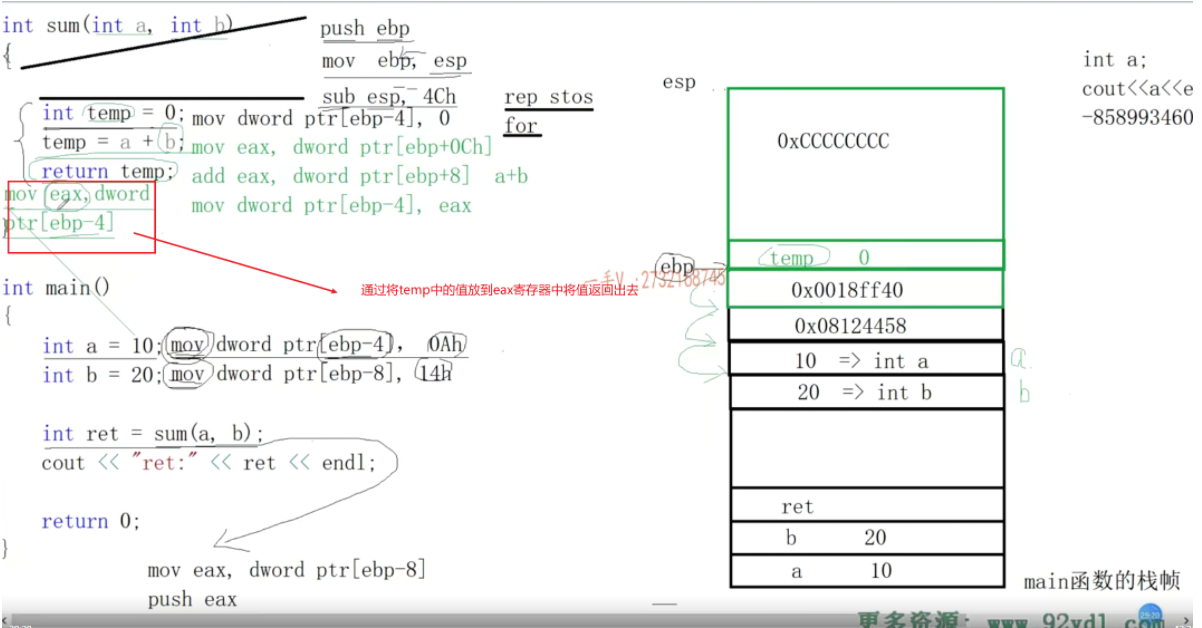 int sum(int a, int b)
{
int temp = 0;
temp = a + b;
return temp;
mov eax,dword
ptr[ebp-4]
}
push ebp
mov ebp, esp
sub esp, 4Ch
rep stos
for
mov dword ptr[ebp-4], 0
mov eax, dword ptr[ebp+0Ch]
add eax, dword ptr[ebp+8] a+b
mov dword ptr[ebp-4], eax
通过将temp中的值放到eax寄存器中将值返回出去
int main()
{
int a = 10; mov dword ptr[ebp-4], 0Ah
int b = 20; mov dword ptr[ebp-8], 14h
int ret = sum(a, b);
cout << "ret:" << ret << endl;
return 0;
}
mov eax, dword ptr[ebp-8]
push eax
esp
0xCCCCCCCC
temp 0
ebp
0x0018ff40
0x08124458
10 => int a
a
20 => int b
b
ret
b 20
a 10
main函数的栈帧
int a;
cout<<a<<e
-858993460
更多资源: www.92ydl.com
09:20